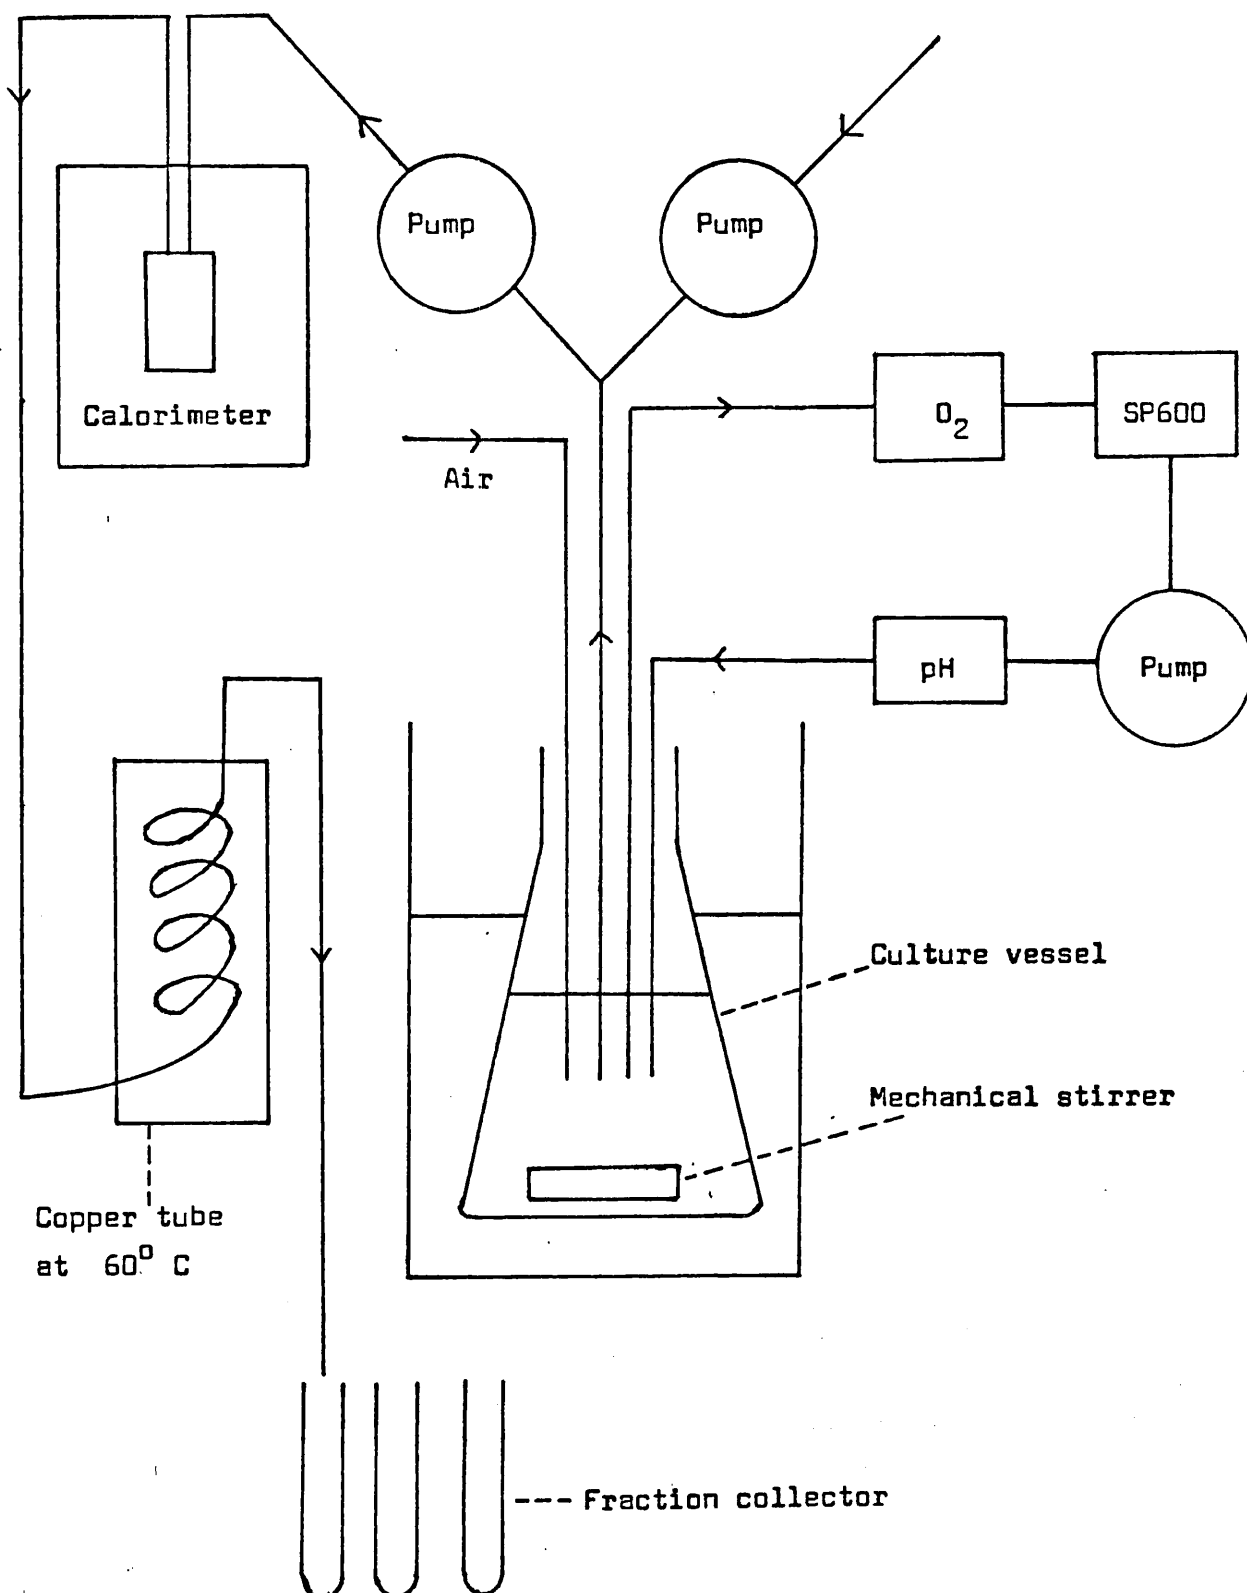 Pump
Pump
Calorimeter
Air
O2
SP600
pH
Pump
Culture vessel
Mechanical stirrer
Copper tube
at 60° C
Fraction collector